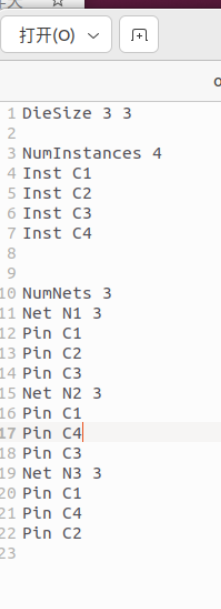 打开(O)
1 DieSize 3 3
2
3 NumInstances 4
4 Inst C1
5 Inst C2
6 Inst C3
7 Inst C4
8
9
10 NumNets 3
11 Net N1 3
12 Pin C1
13 Pin C2
14 Pin C3
15 Net N2 3
16 Pin C1
17 Pin C4
18 Pin C3
19 Net N3 3
20 Pin C1
21 Pin C4
22 Pin C2
23